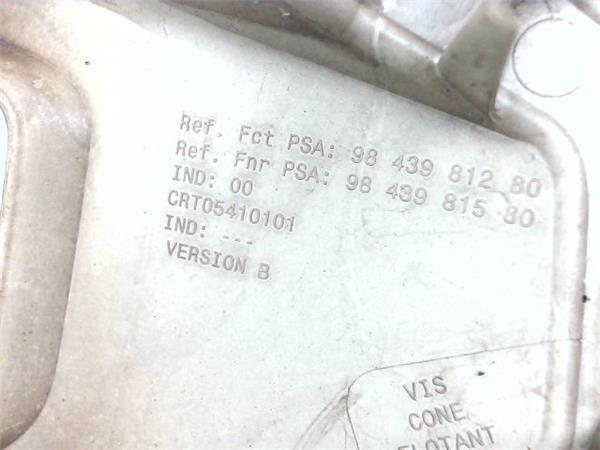 Ref. Fct PSA: 98 439 812 80
Ref. Fnr PSA: 98 439 815 80
IND: 00
CRT05410101
IND: ---
VERSION B
VIS
CONE
FLOTANT